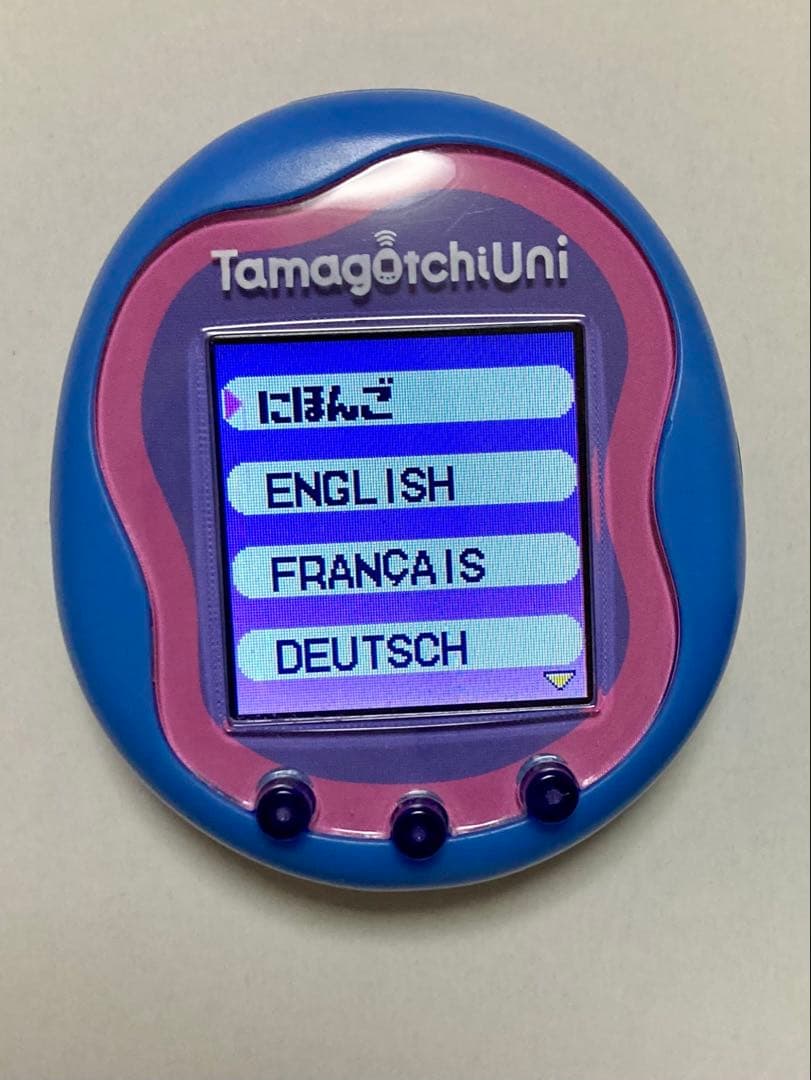 TamagotchiUni
にほんご
ENGLISH
FRANÇAIS
DEUTSCH